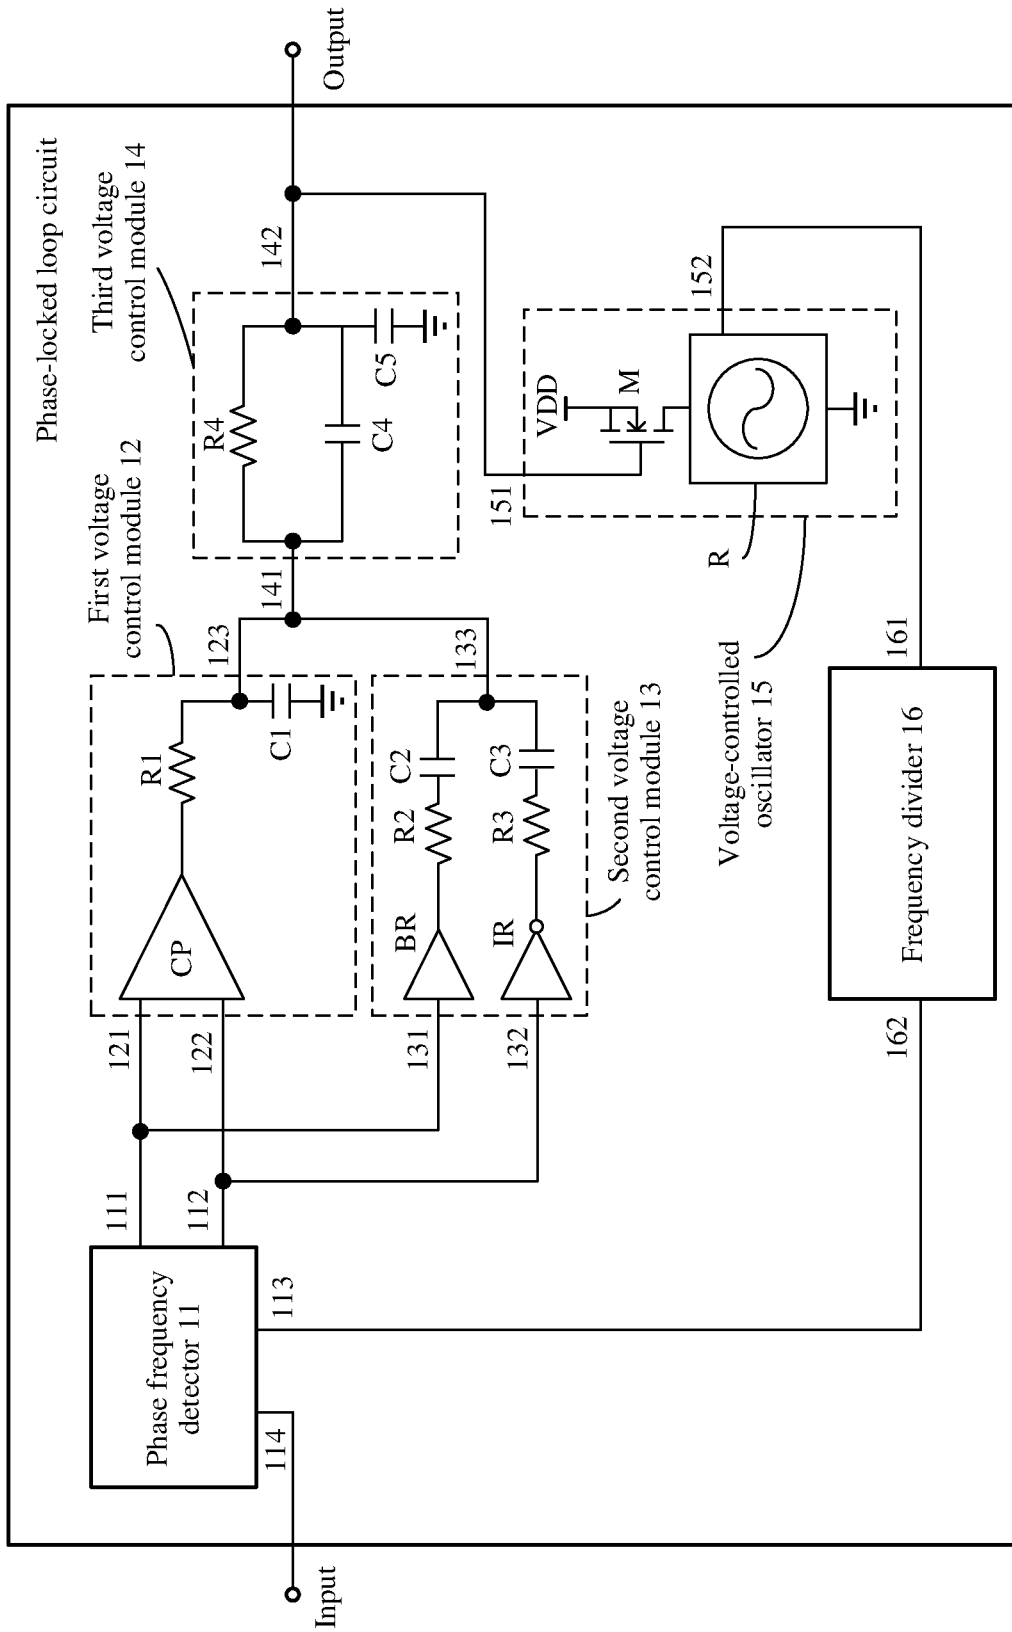 Phase-locked loop circuit
Input
Output
Phase frequency
detector 11
111
112
113
114
First voltage
control module 12
121
122
123
CP
R1
C1
Second voltage
control module 13
131
132
133
BR
IR
R2
C2
R3
C3
Third voltage
control module 14
141
142
R4
C4
C5
Voltage-controlled
oscillator 15
151
152
VDD
M
R
Frequency divider 16
161
162